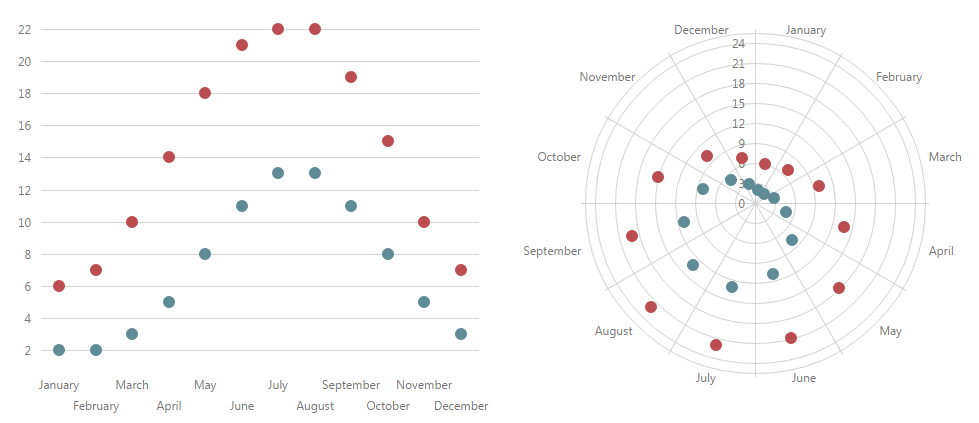 22
20
18
16
14
12
10
8
6
4
2
January March May July September November
February April June August October December
December January
24
21
November February
18
15
12
9
October March
6
3
0
September April
August May
July June